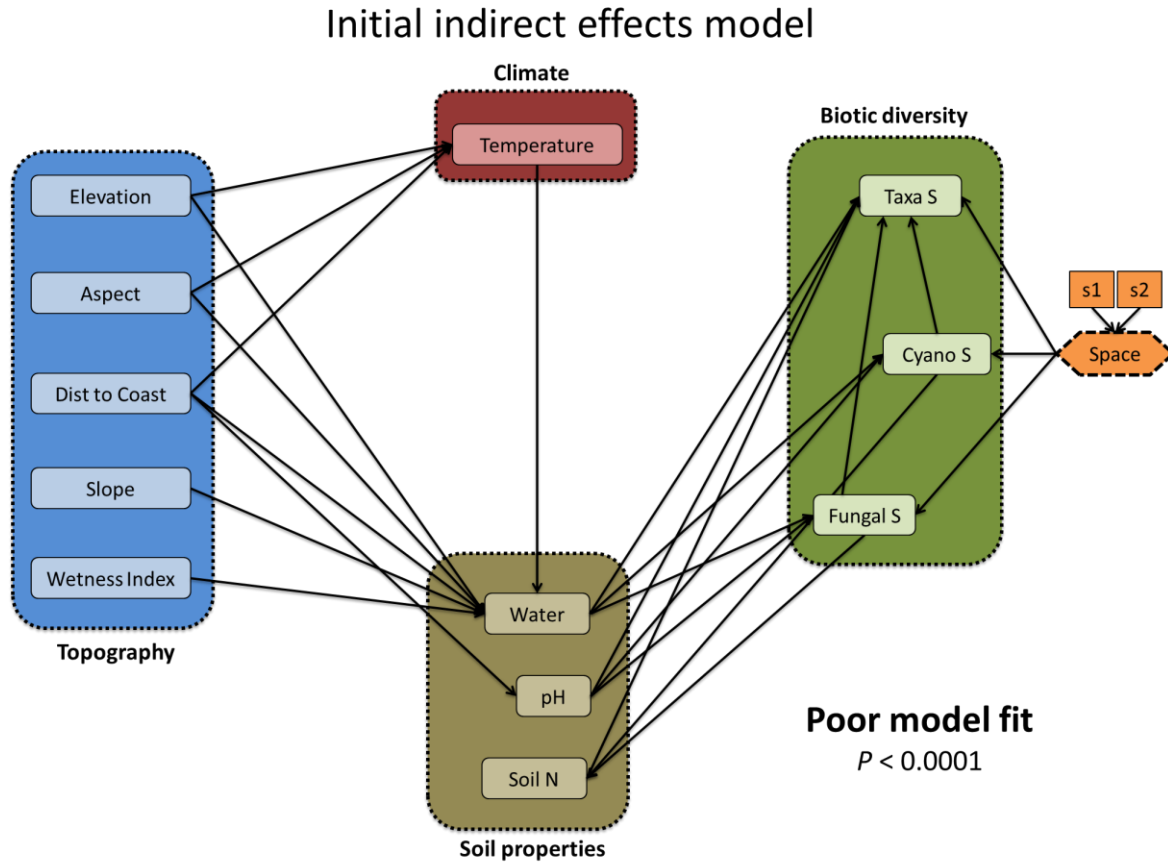 Initial indirect effects model
Climate
Temperature
Biotic diversity
Elevation
Aspect
Dist to Coast
Slope
Wetness Index
Topography
Taxa S
Cyano S
Fungal S
s1 s2
Space
Water
pH
Soil N
Soil properties
Poor model fit
P < 0.0001